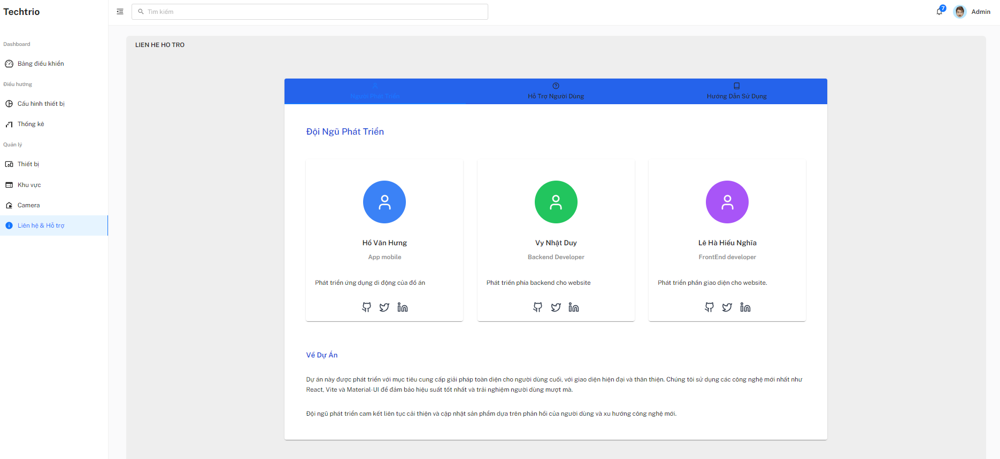 Techtrio
Tìm kiếm
7
Admin
Dashboard
Bảng điều khiển
Điều hướng
Cấu hình thiết bị
Thống kê
Quản lý
Thiết bị
Khu vực
Camera
Liên hệ & Hỗ trợ
LIEN HE HO TRO
Người Phát Triển
Hỗ Trợ Người Dùng
Hướng Dẫn Sử Dụng
Đội Ngũ Phát Triển
Hồ Văn Hưng
App mobile
Phát triển ứng dụng di động của đồ án
Vy Nhật Duy
Backend Developer
Phát triển phía backend cho website
Lê Hà Hiếu Nghĩa
FrontEnd developer
Phát triển phần giao diện cho website.
Về Dự Án
Dự án này được phát triển với mục tiêu cung cấp giải pháp toàn diện cho người dùng cuối, với giao diện hiện đại và thân thiện. Chúng tôi sử dụng các công nghệ mới nhất như
React, Vite và Material-UI để đảm bảo hiệu suất tốt nhất và trải nghiệm người dùng mượt mà.
Đội ngũ phát triển cam kết liên tục cải thiện và cập nhật sản phẩm dựa trên phản hồi của người dùng và xu hướng công nghệ mới.